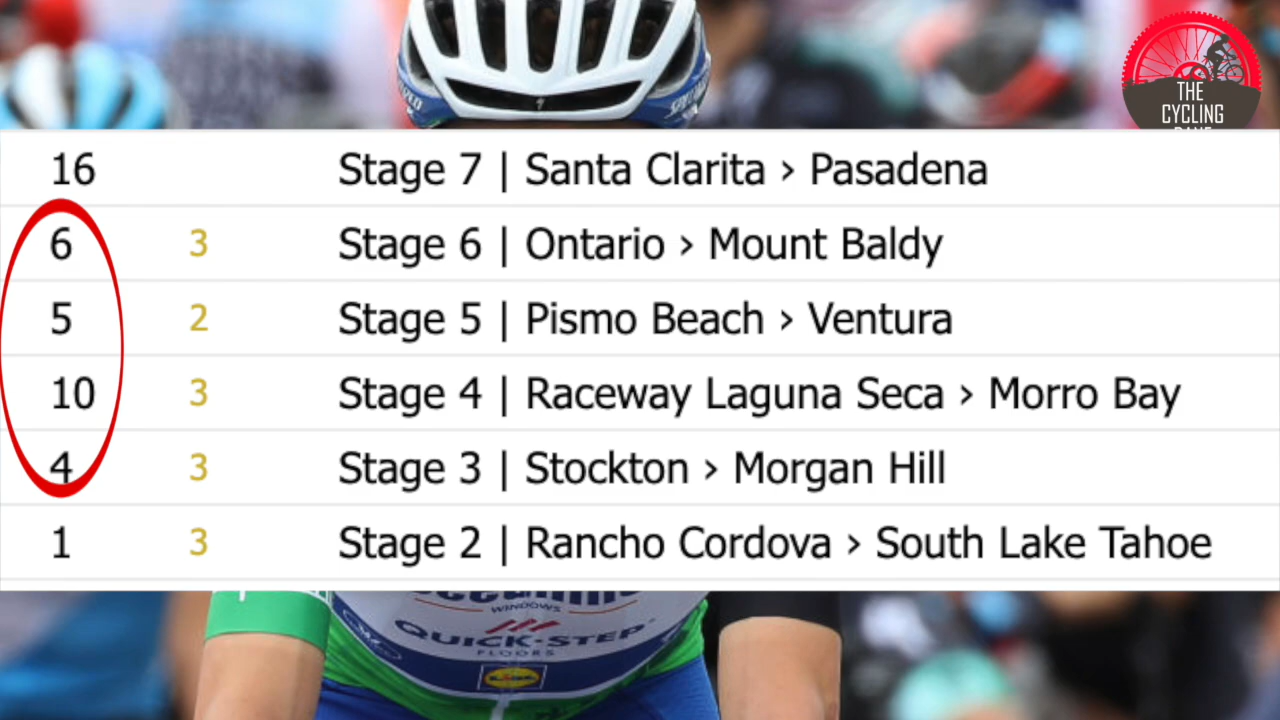 THE
CYCLING
16 Stage 7 | Santa Clarita › Pasadena
6 3 Stage 6 | Ontario › Mount Baldy
5 2 Stage 5 | Pismo Beach › Ventura
10 3 Stage 4 | Raceway Laguna Seca › Morro Bay
4 3 Stage 3 | Stockton › Morgan Hill
1 3 Stage 2 | Rancho Cordova › South Lake Tahoe
WINDOWS
QUICK·STEP
FLOORS
LIDL